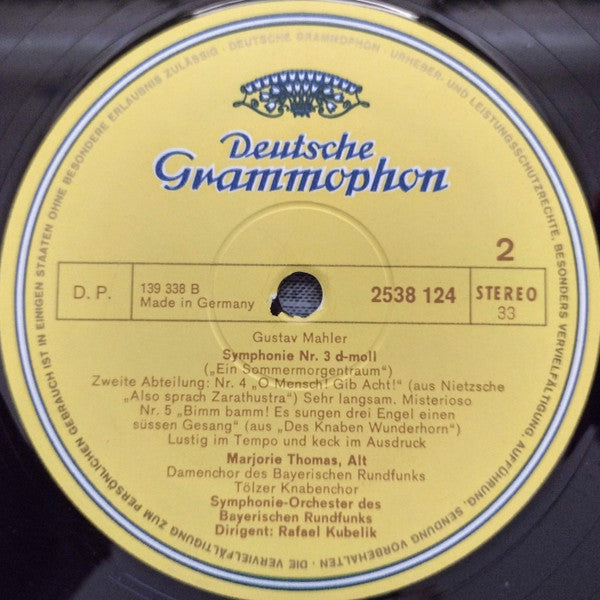 Deutsche
Grammophon
2
D. P.
139 338 B
Made in Germany
2538 124
STEREO
33
Gustav Mahler
Symphonie Nr. 3 d-moll
(„Ein Sommermorgentraum“)
Zweite Abteilung: Nr. 4 „O Mensch! Gib Acht!“ (aus Nietzsche
„Also sprach Zarathustra“) Sehr langsam. Misterioso
Nr. 5 „Bimm bamm! Es sungen drei Engel einen
süssen Gesang“ (aus „Des Knaben Wunderhorn“)
Lustig im Tempo und keck im Ausdruck
Marjorie Thomas, Alt
Damenchor des Bayerischen Rundfunks
Tölzer Knabenchor
Symphonie-Orchester des
Bayerischen Rundfunks
Dirigent: Rafael Kubelik
DEUTSCHE GRAMMOPHON · URHEBER- UND LEISTUNGSSCHUTZRECHTE, BESONDERS VERVIELFÄLTIGUNG, AUFFÜHRUNG, SENDUNG VORBEHALTEN · DIE VERVIELFÄLTIGUNG ZUM PERSÖNLICHEN GEBRAUCH IST IN EINIGEN STAATEN OHNE BESONDERE ERLAUBNIS ZULÄSSIG ·